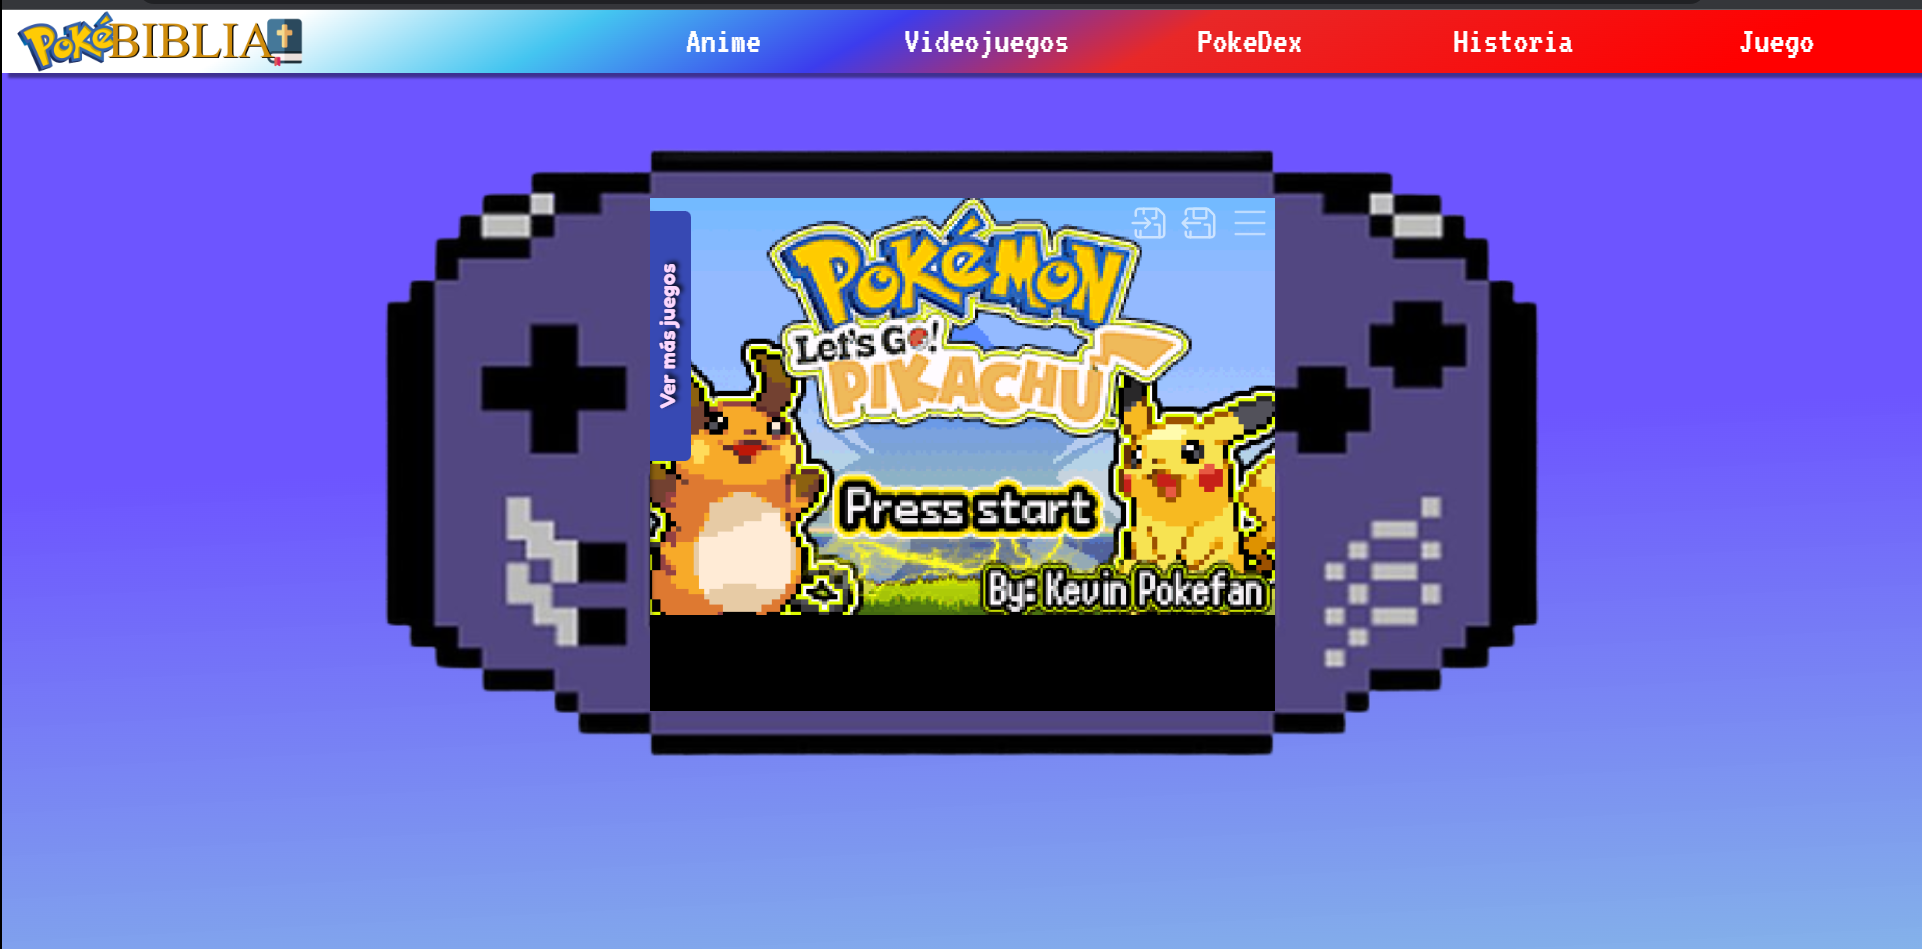 PokéBIBLIA
Anime
Videojuegos
PokeDex
Historia
Juego
Ver más juegos
POKéMON
Let's GO!
PIKACHU
Press start
By: Kevin Pokefan